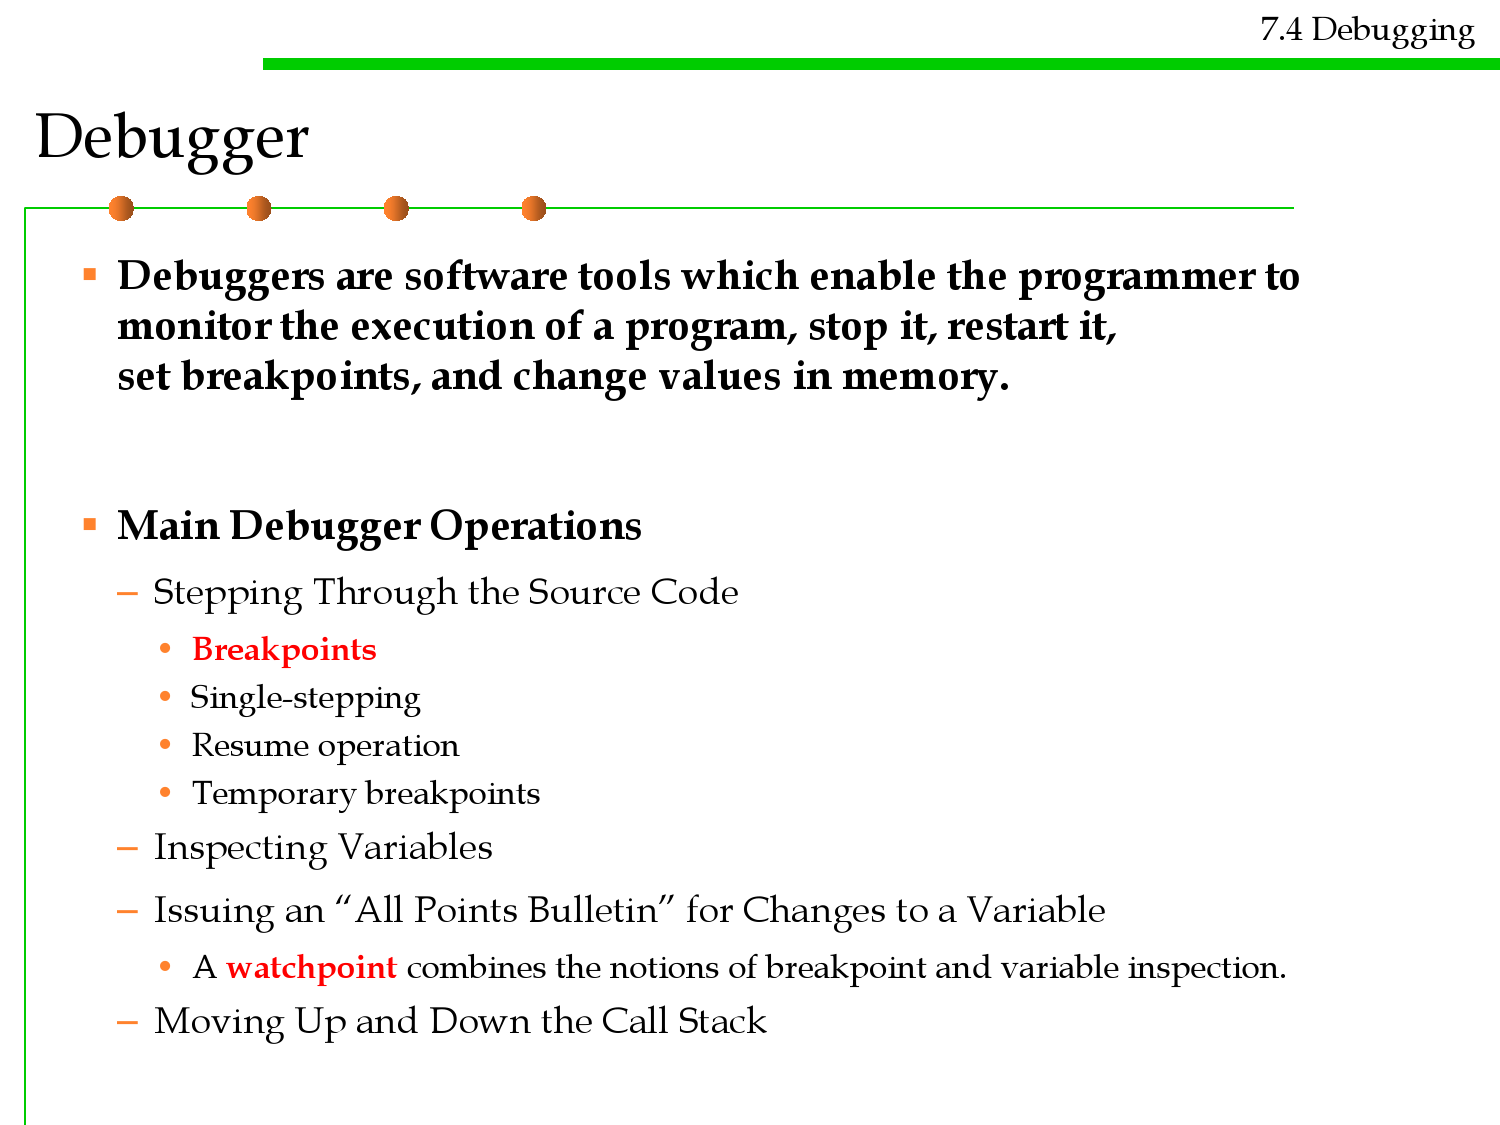 7.4 Debugging
Debugger
▪ Debuggers are software tools which enable the programmer to
monitor the execution of a program, stop it, restart it,
set breakpoints, and change values in memory.
▪ Main Debugger Operations
– Stepping Through the Source Code
• Breakpoints
• Single-stepping
• Resume operation
• Temporary breakpoints
– Inspecting Variables
– Issuing an “All Points Bulletin” for Changes to a Variable
• A watchpoint combines the notions of breakpoint and variable inspection.
– Moving Up and Down the Call Stack